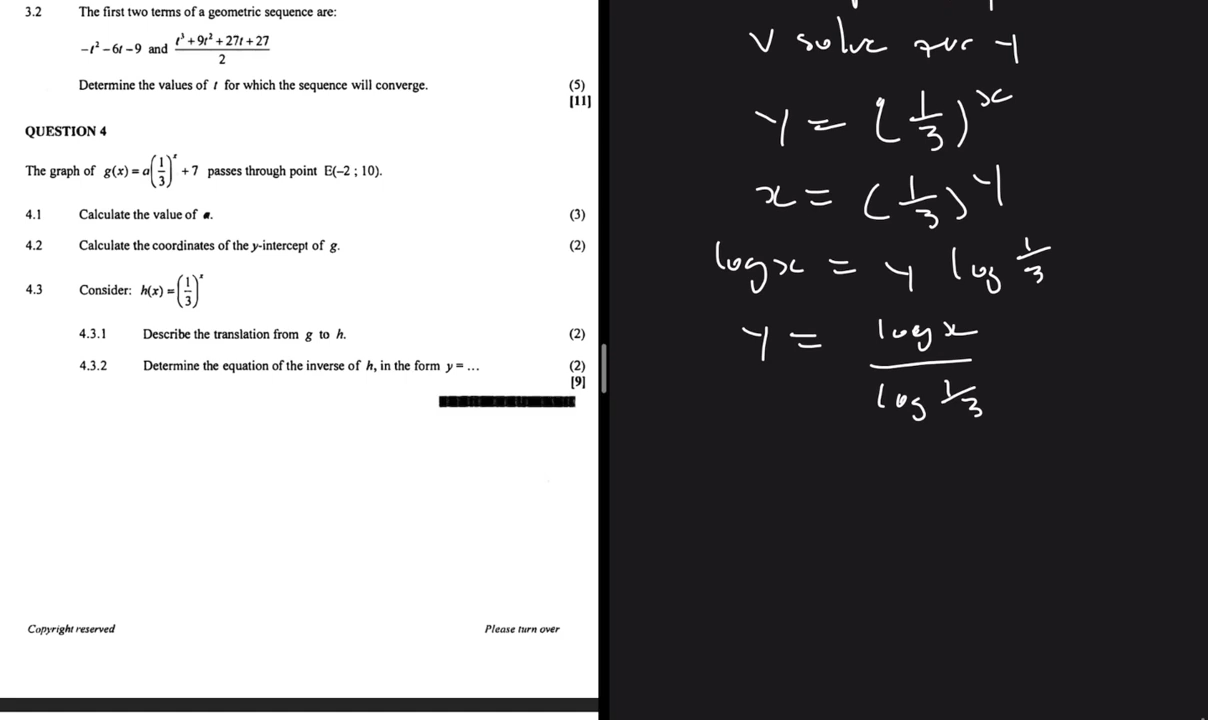 3.2 The first two terms of a geometric sequence are:
−t² − 6t − 9 and (t³ + 9t² + 27t + 27)/2
Determine the values of t for which the sequence will converge. (5)
[11]
QUESTION 4
The graph of g(x) = a(1/3)^x + 7 passes through point E(−2 ; 10).
4.1 Calculate the value of a. (3)
4.2 Calculate the coordinates of the y-intercept of g. (2)
4.3 Consider: h(x) = (1/3)^x
4.3.1 Describe the translation from g to h. (2)
4.3.2 Determine the equation of the inverse of h, in the form y = ... (2)
[9]
Copyright reserved Please turn over
solve for y
y = (1/3)^x
x = (1/3)^y
log x = y log 1/3
y = log x / log 1/3